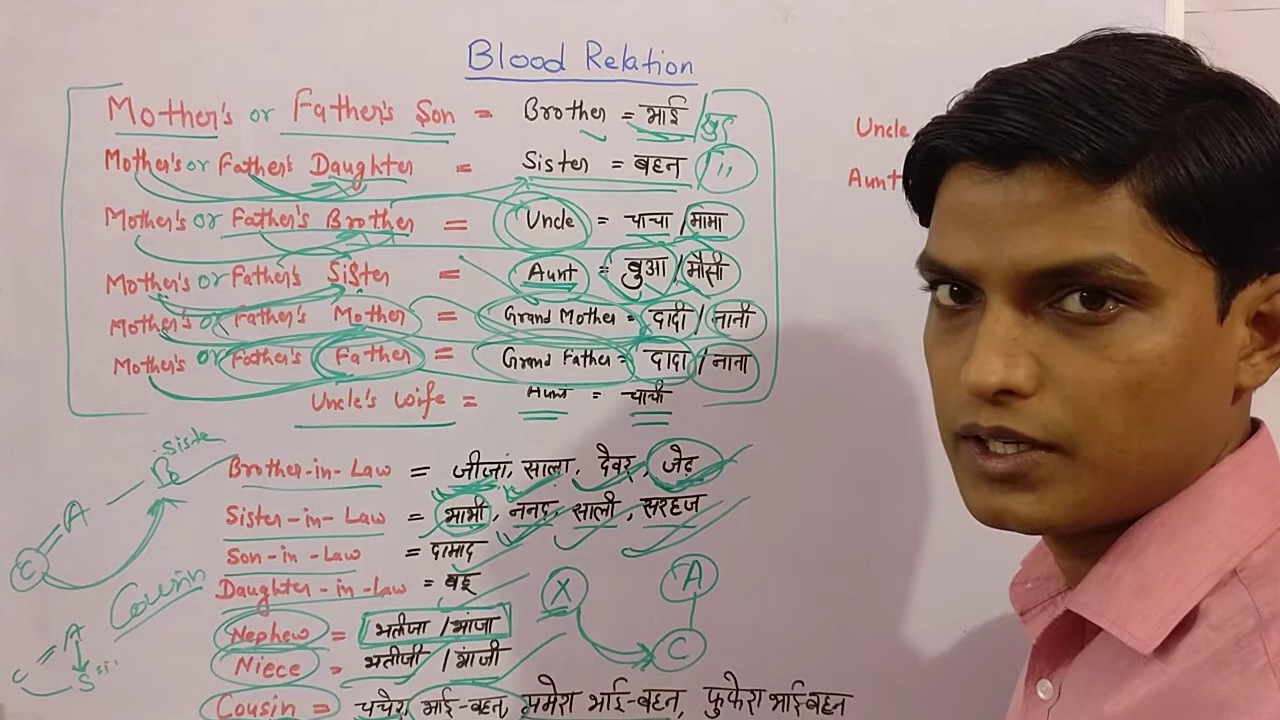 Blood Relation
Mother's or Father's Son = Brother = भाई / खुद
Mother's or Father's Daughter = Sister = बहन / ,,
Mother's or Father's Brother = Uncle = चाचा / मामा
Mother's or Father's Sister = Aunt = बुआ / मौसी
Mother's or Father's Mother = Grand Mother = दादी / नानी
Mother's or Father's Father = Grand Father = दादा / नाना
Uncle's Wife = Aunt = चाची
Brother-in-Law = जीजा, साला, देवर, जेठ
Sister-in-Law = भाभी, ननद, साली, सरहज
Son-in-Law = दामाद
Daughter-in-Law = बहू
Nephew = भतीजा / भांजा
Niece = भतीजी / भांजी
Cousin = चचेरा भाई-बहन, ममेरा भाई-बहन, फुफेरा भाई बहन
Uncle
Aunt
Siste
B
A
C
Cousin
A
C
S
X
A
C